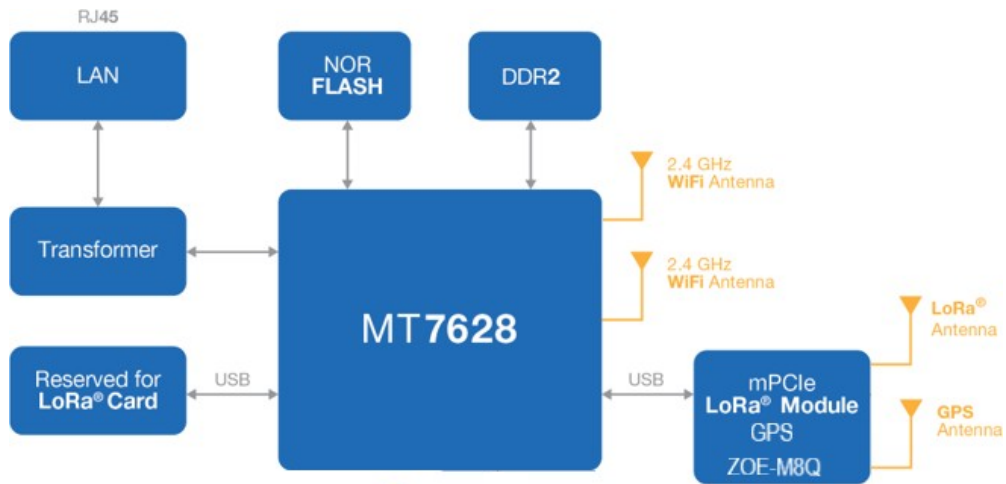 RJ45
LAN
NOR
FLASH
DDR2
2.4 GHz
WiFi Antenna
Transformer
2.4 GHz
WiFi Antenna
MT7628
LoRa®
Antenna
Reserved for
LoRa® Card
USB
USB
mPCIe
LoRa® Module
GPS
ZOE-M8Q
GPS
Antenna